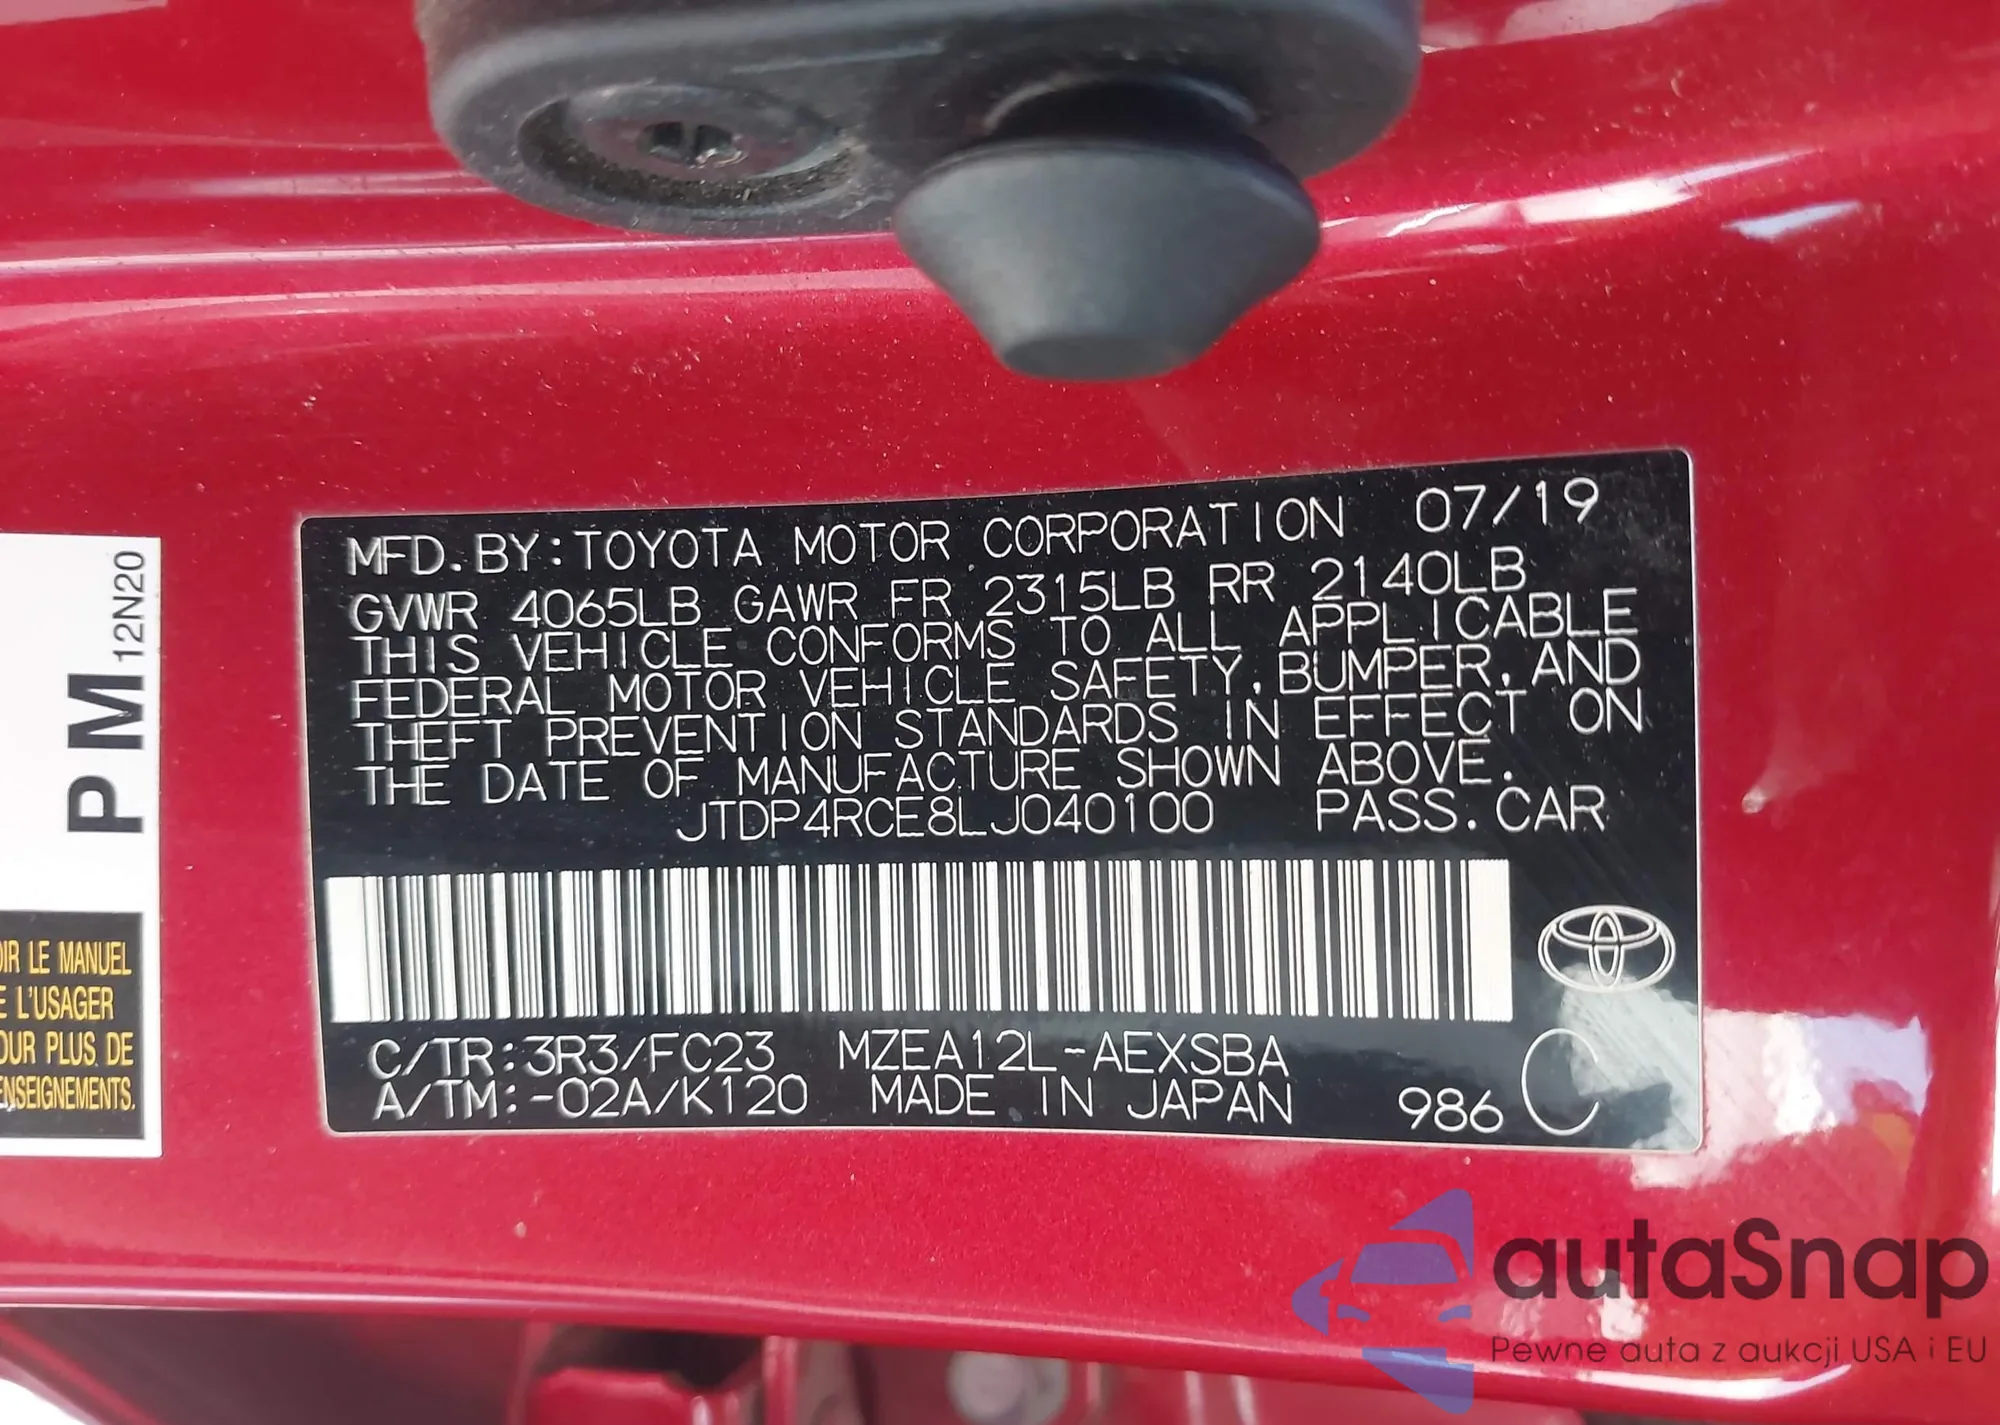 MFD. BY: TOYOTA MOTOR CORPORATION 07/19
GVWR 4065LB GAWR FR 2315LB RR 2140LB
THIS VEHICLE CONFORMS TO ALL APPLICABLE
FEDERAL MOTOR VEHICLE SAFETY, BUMPER, AND
THEFT PREVENTION STANDARDS IN EFFECT ON
THE DATE OF MANUFACTURE SHOWN ABOVE.
JTDP4RCE8LJ040100 PASS. CAR
C/TR: 3R3/FC23 MZEA12L-AEXSBA
A/TM: -02A/K120 MADE IN JAPAN 986 C
PM 12N20
LE MANUEL
L'USAGER
PLUS DE
autaSnap
Pewne auta z aukcji USA i EU